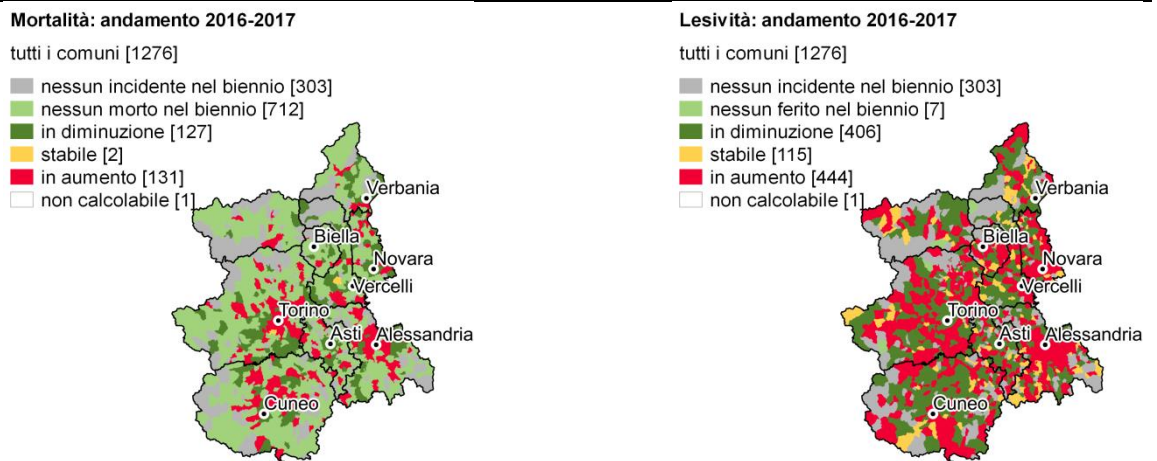 Mortalità: andamento 2016-2017
tutti i comuni [1276]
nessun incidente nel biennio [303]
nessun morto nel biennio [712]
in diminuzione [127]
stabile [2]
in aumento [131]
non calcolabile [1]
Verbania
Biella
Novara
Vercelli
Torino
Asti
Alessandria
Cuneo
Lesività: andamento 2016-2017
tutti i comuni [1276]
nessun incidente nel biennio [303]
nessun ferito nel biennio [7]
in diminuzione [406]
stabile [115]
in aumento [444]
non calcolabile [1]
Verbania
Biella
Novara
Vercelli
Torino
Asti
Alessandria
Cuneo